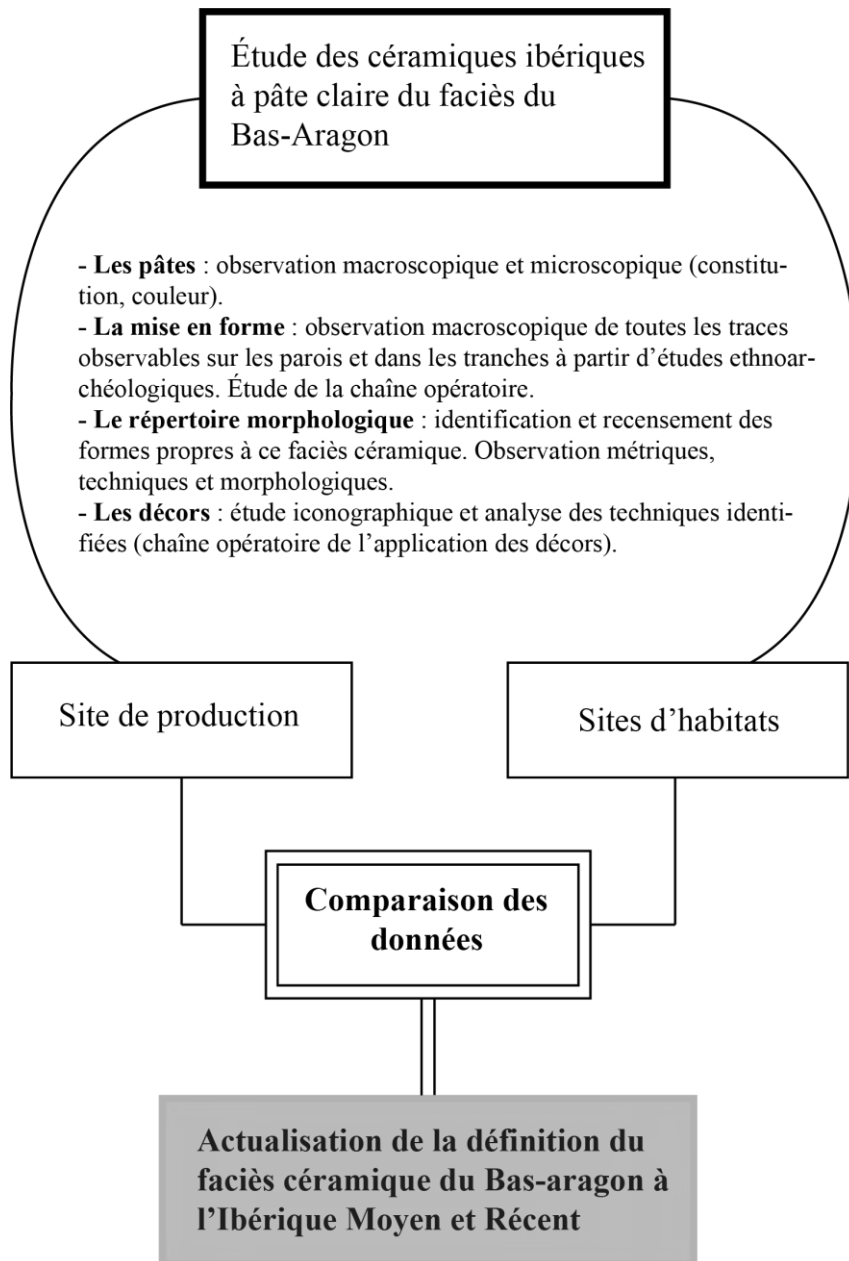 Étude des céramiques ibériques
à pâte claire du faciès du
Bas-Aragon
- Les pâtes : observation macroscopique et microscopique (constitu-
tion, couleur).
- La mise en forme : observation macroscopique de toutes les traces
observables sur les parois et dans les tranches à partir d’études ethnoar-
chéologiques. Étude de la chaîne opératoire.
- Le répertoire morphologique : identification et recensement des
formes propres à ce faciès céramique. Observation métriques,
techniques et morphologiques.
- Les décors : étude iconographique et analyse des techniques identi-
fiées (chaîne opératoire de l’application des décors).
Site de production
Sites d’habitats
Comparaison des
données
Actualisation de la définition du
faciès céramique du Bas-aragon à
l’Ibérique Moyen et Récent